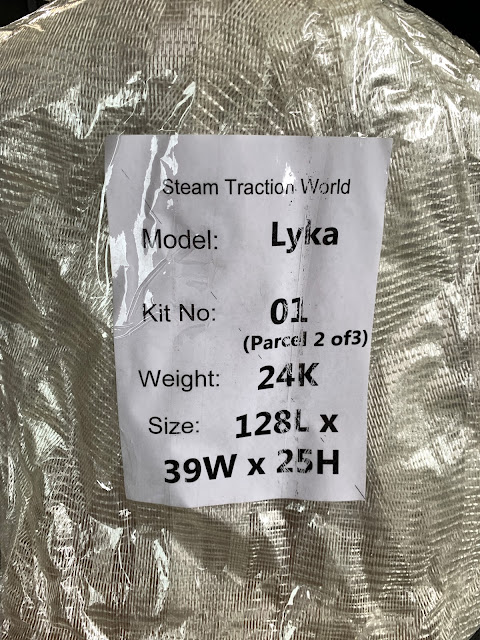 Steam Traction World
Model: Lyka
Kit No: 01
(Parcel 2 of3)
Weight: 24K
Size: 128L x
39W x 25H